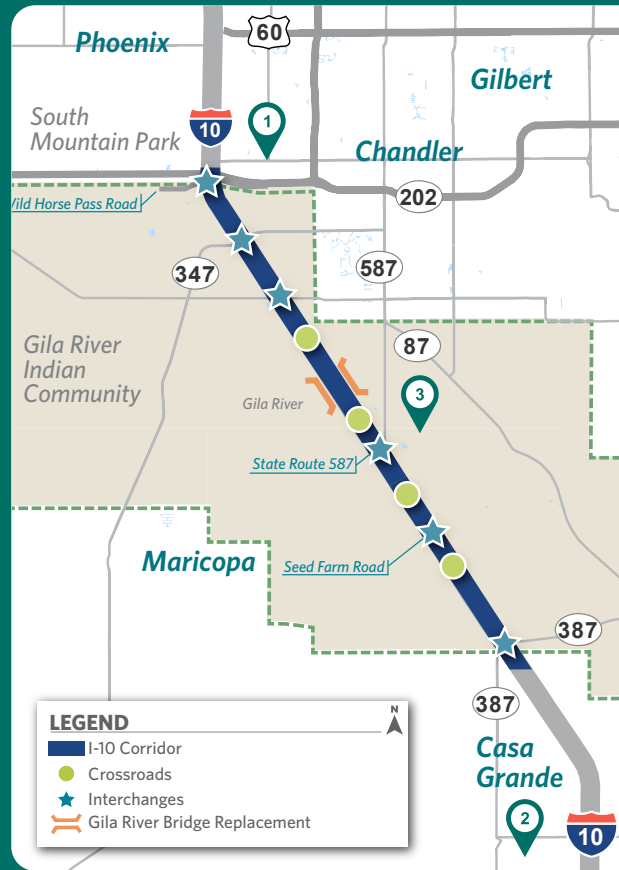 60
Phoenix
Gilbert
South
Mountain Park
10
1
Chandler
202
ild Horse Pass Road
347
587
87
Gila River
Indian
Community
3
Gila River
State Route 587
Maricopa
Seed Farm Road
387
387
LEGEND
N
I-10 Corridor
Crossroads
Interchanges
Gila River Bridge Replacement
Casa
Grande
2
10